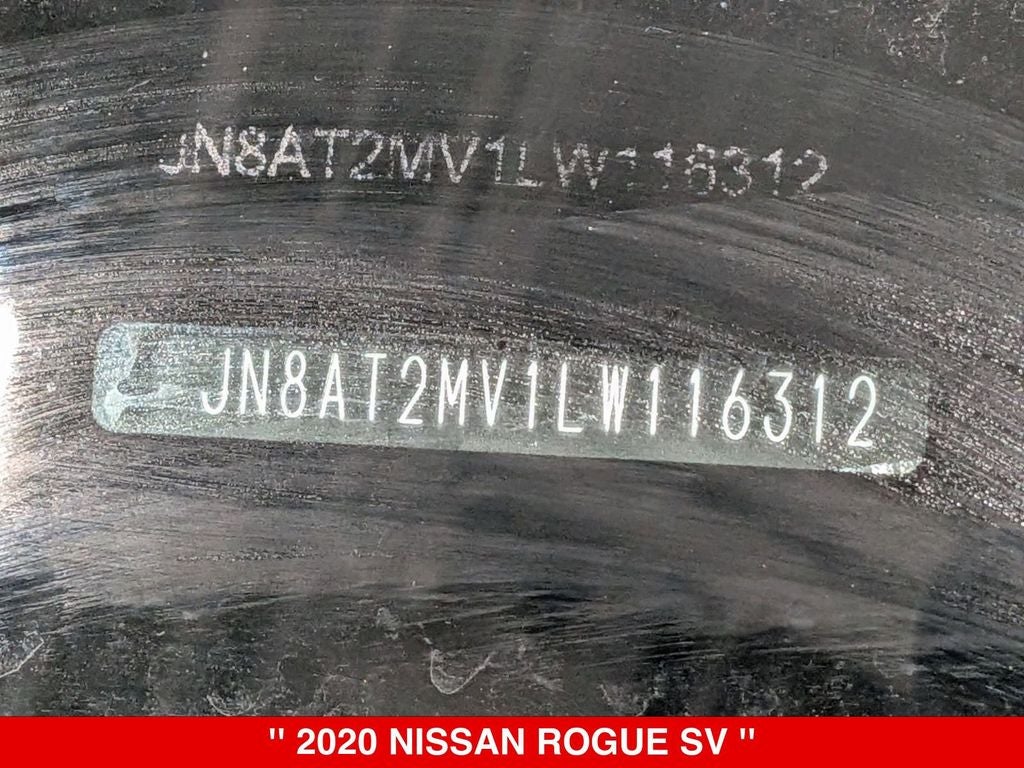 JN8AT2MV1LW116312
JN8AT2MV1LW116312
" 2020 NISSAN ROGUE SV "